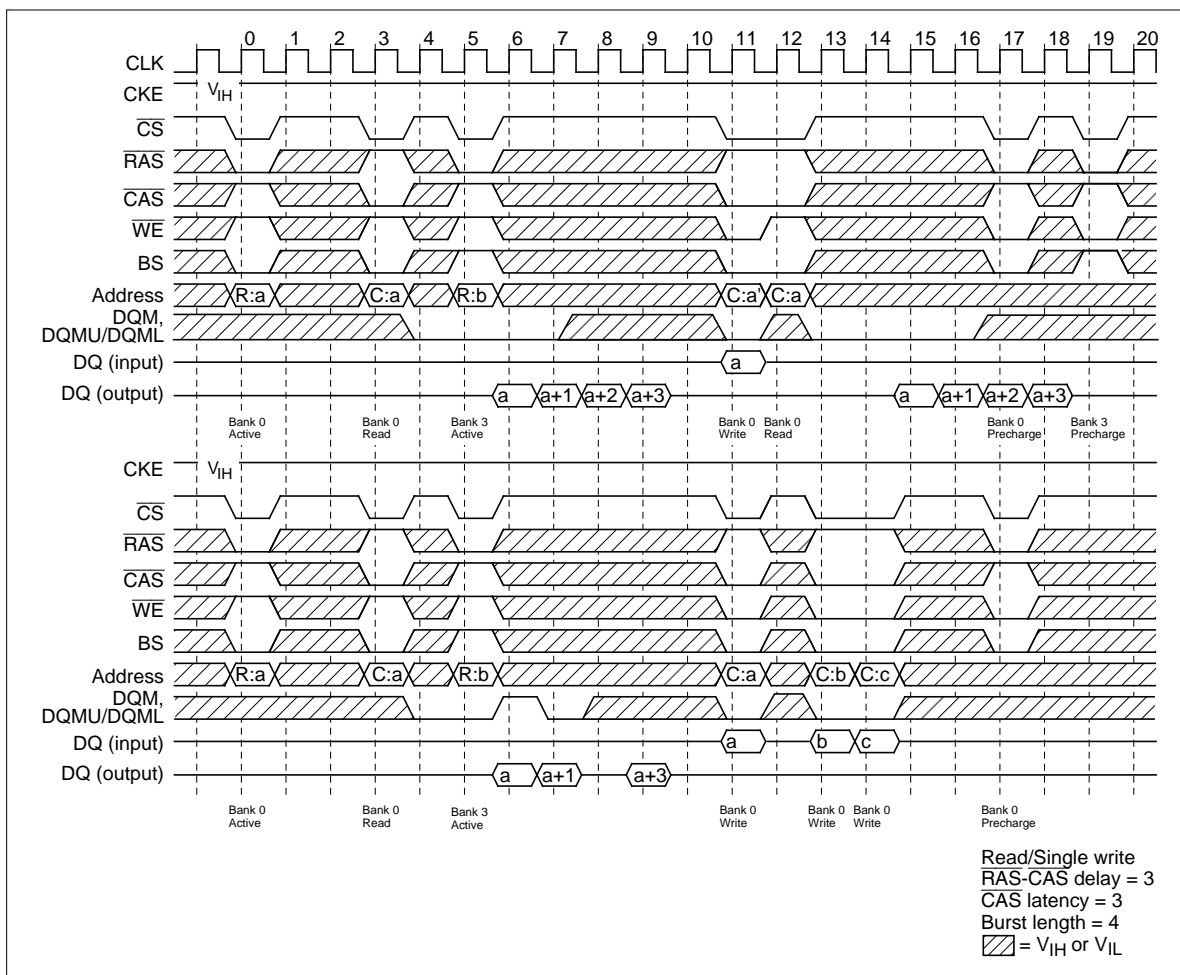 0 1 2 3 4 5 6 7 8 9 10 11 12 13 14 15 16 17 18 19 20
CLK
CKE VIH
CS
RAS
CAS
WE
BS
Address R:a C:a R:b C:a' C:a
DQM,
DQMU/DQML
DQ (input) a
DQ (output) a a+1 a+2 a+3 a a+1 a+2 a+3
Bank 0 Active Bank 0 Read Bank 3 Active Bank 0 Write Bank 0 Read Bank 0 Precharge Bank 3 Precharge
CKE VIH
CS
RAS
CAS
WE
BS
Address R:a C:a R:b C:a C:b C:c
DQM,
DQMU/DQML
DQ (input) a b c
DQ (output) a a+1 a+3
Bank 0 Active Bank 0 Read Bank 3 Active Bank 0 Write Bank 0 Write Bank 0 Write Bank 0 Precharge
Read/Single write
RAS-CAS delay = 3
CAS latency = 3
Burst length = 4
= VIH or VIL